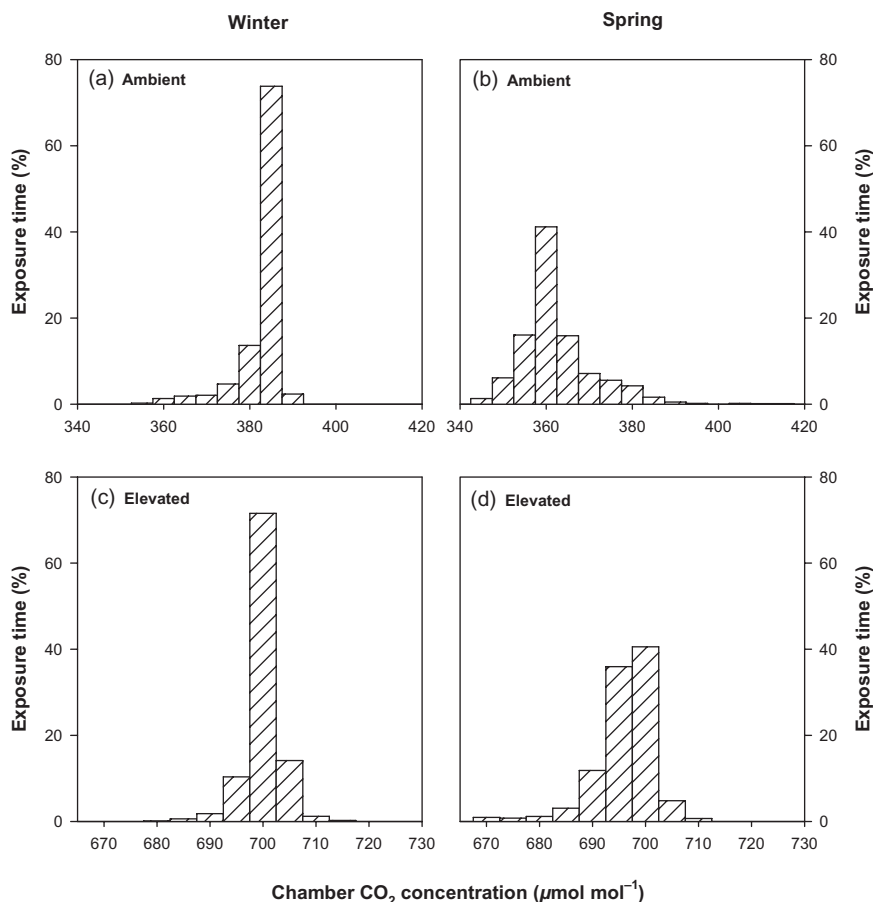 Winter
Spring
(a) Ambient
(b) Ambient
Exposure time (%)
80
60
40
20
0
340 360 380 400 420
80
60
40
20
0
Exposure time (%)
340 360 380 400 420
(c) Elevated
(d) Elevated
Exposure time (%)
80
60
40
20
0
670 680 690 700 710 720 730
80
60
40
20
0
Exposure time (%)
670 680 690 700 710 720 730
Chamber CO₂ concentration (µmol mol⁻¹)